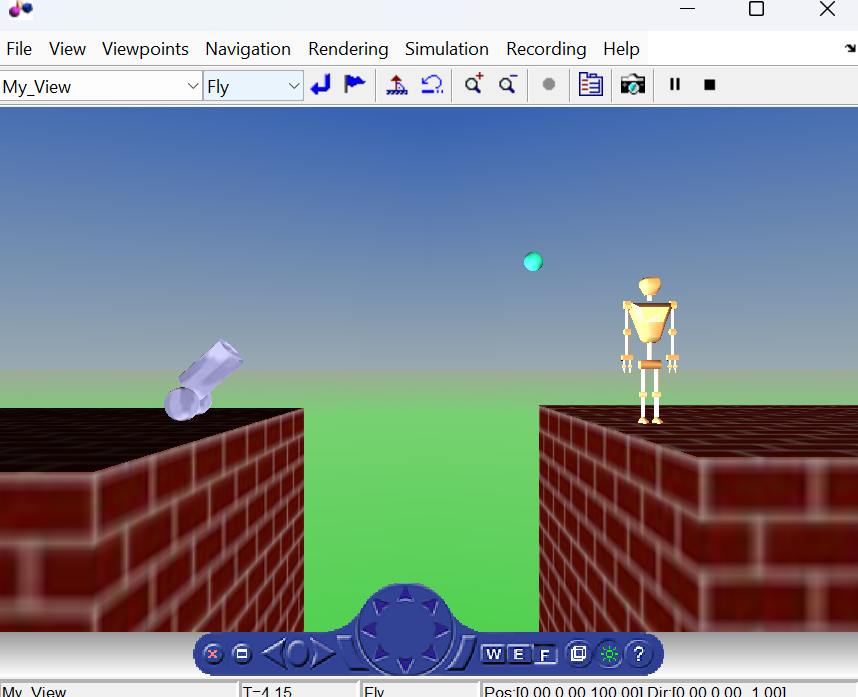 File View Viewpoints Navigation Rendering Simulation Recording Help
My_View Fly
W E F ?
My_View T=4.15 Fly Pos:[0.00 0.00 100.00] Dir:[0.00 0.00 -1.00]